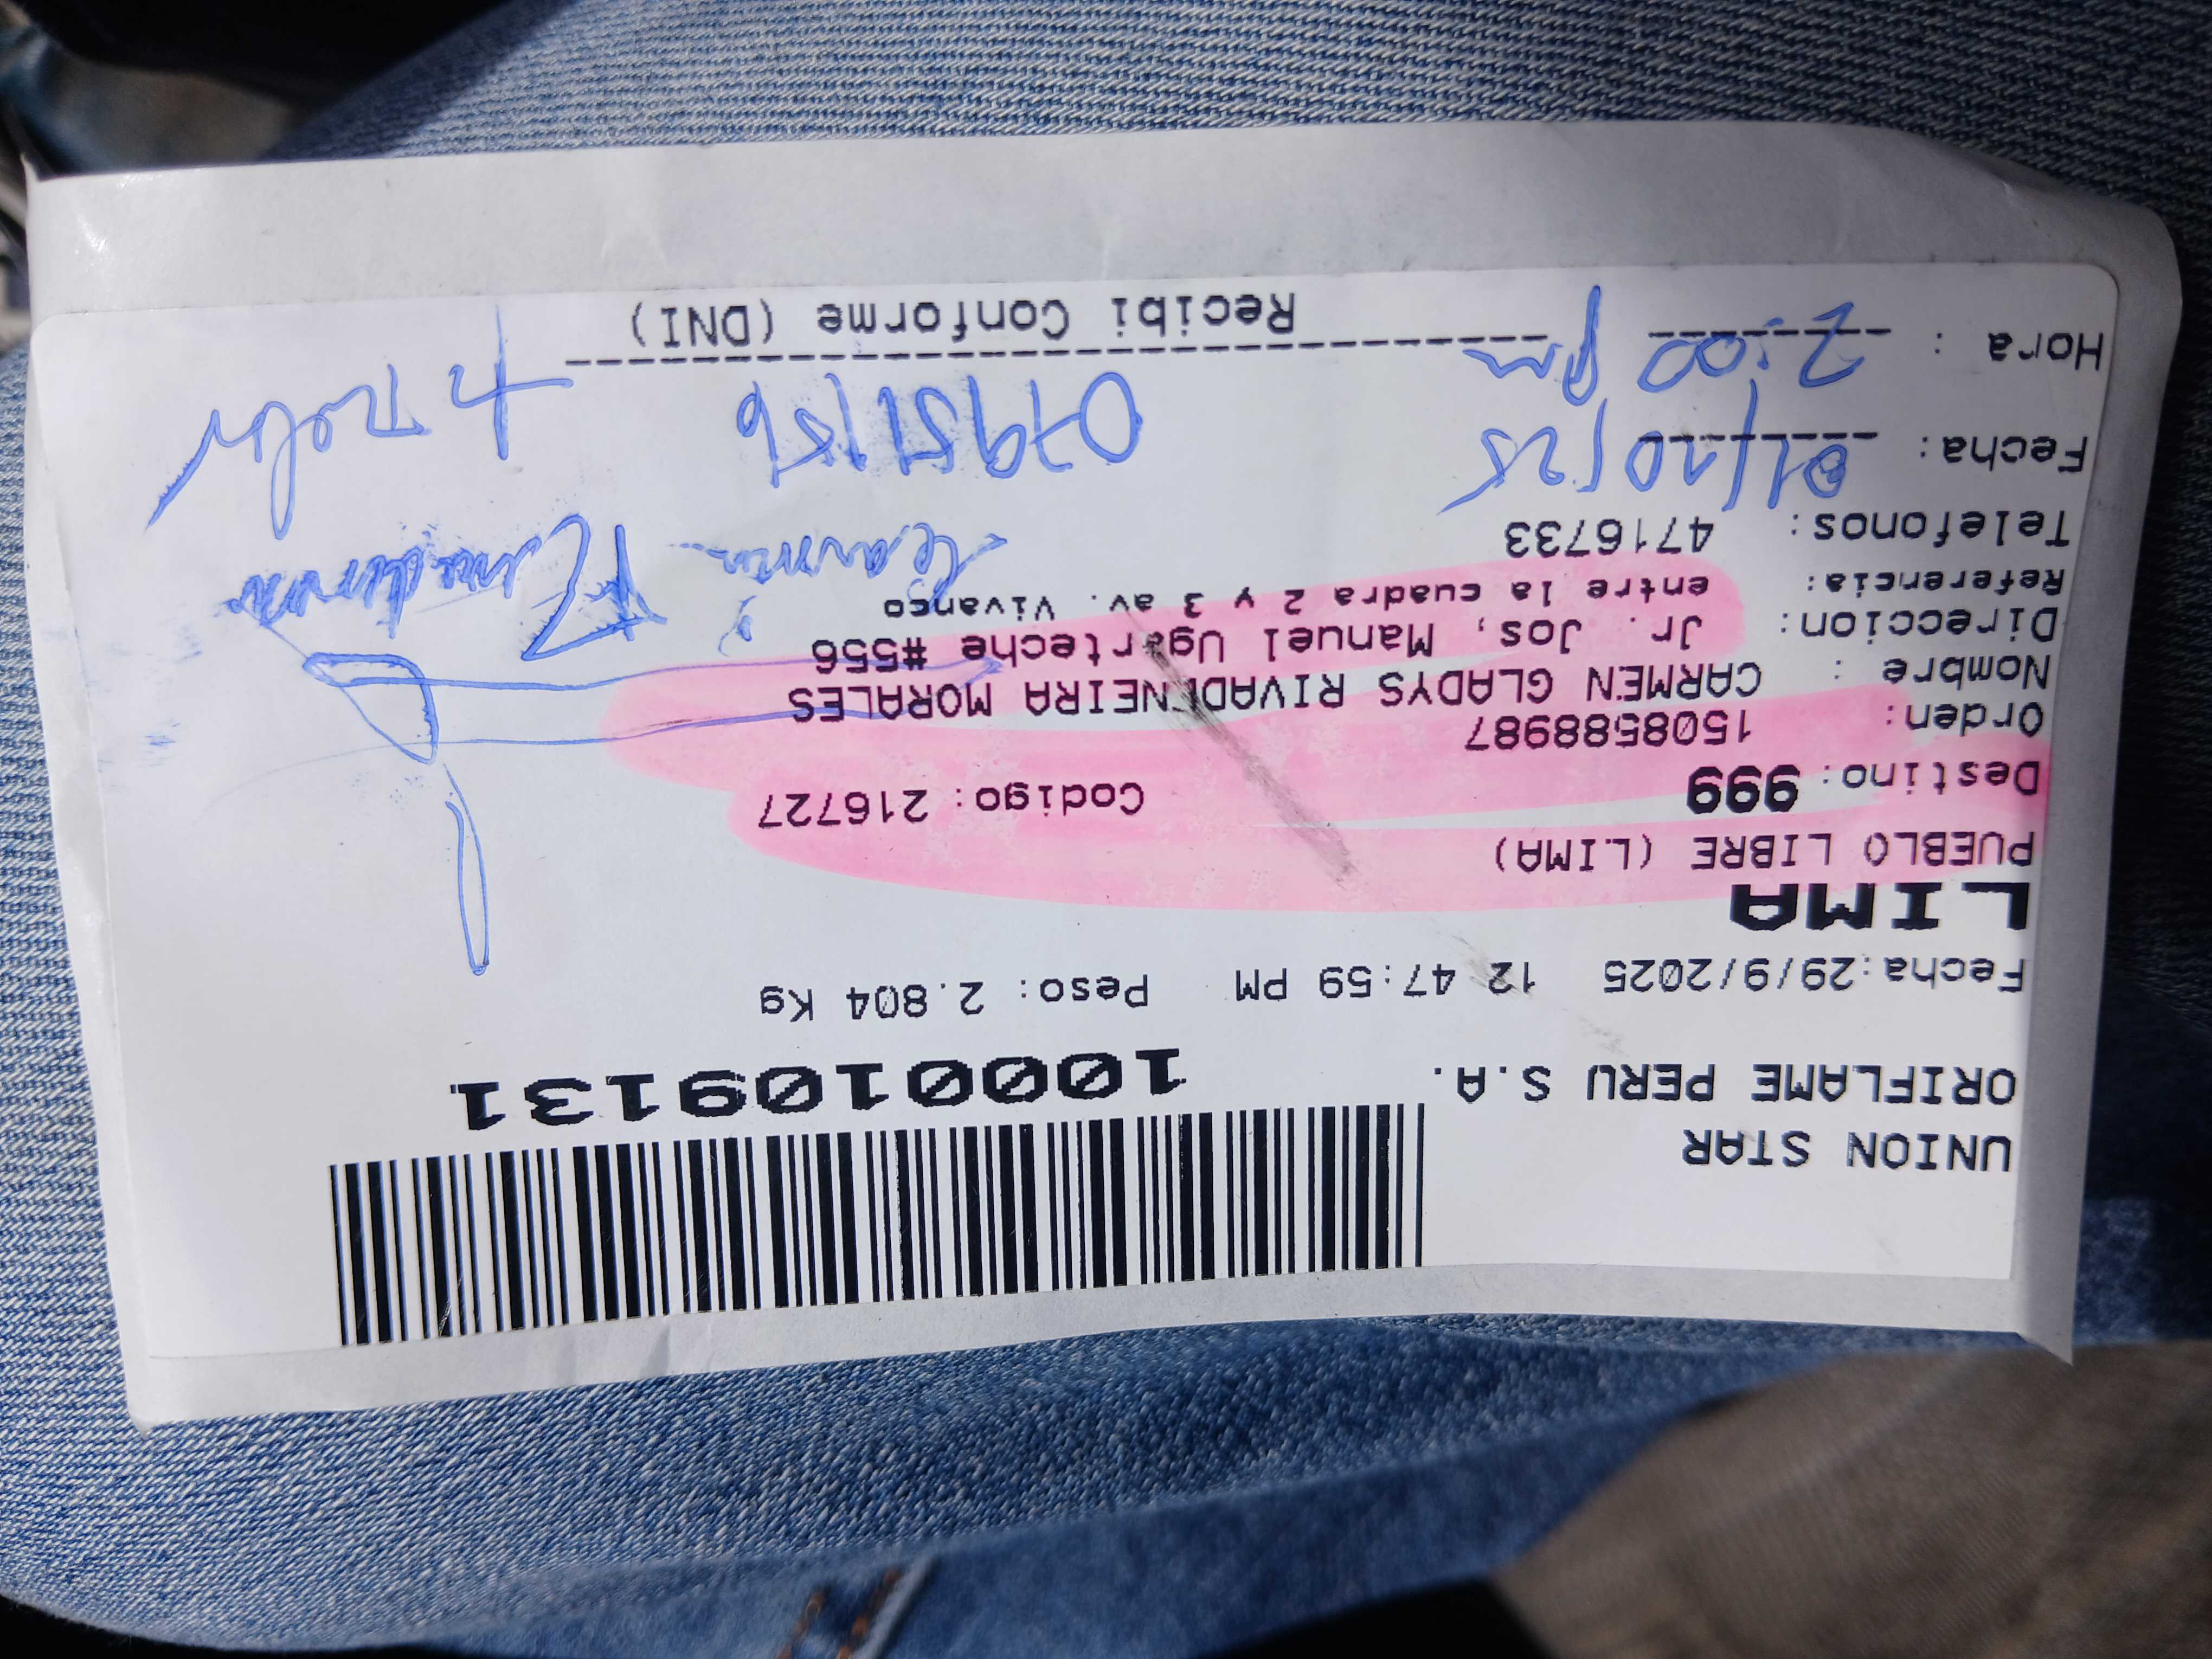 UNION STAR
ORIFLAME PERU S.A.
1000109131
Fecha:29/9/2025 12 47:59 PM Peso: 2.804 Kg
LIMA
PUEBLO LIBRE (LIMA)
Destino: 999 Codigo: 216727
Orden: 1508588987
Nombre : CARMEN GLADYS RIVADENEIRA MORALES
Direccion: Jr. Jos, Manuel Ugarteche #556
Referencia: entre la cuadra 2 y 3 av. Vivanco
Telefonos: 4716733
Fecha: 01/10/25
Hora : 2:00 pm
Recibi Conforme (DNI)